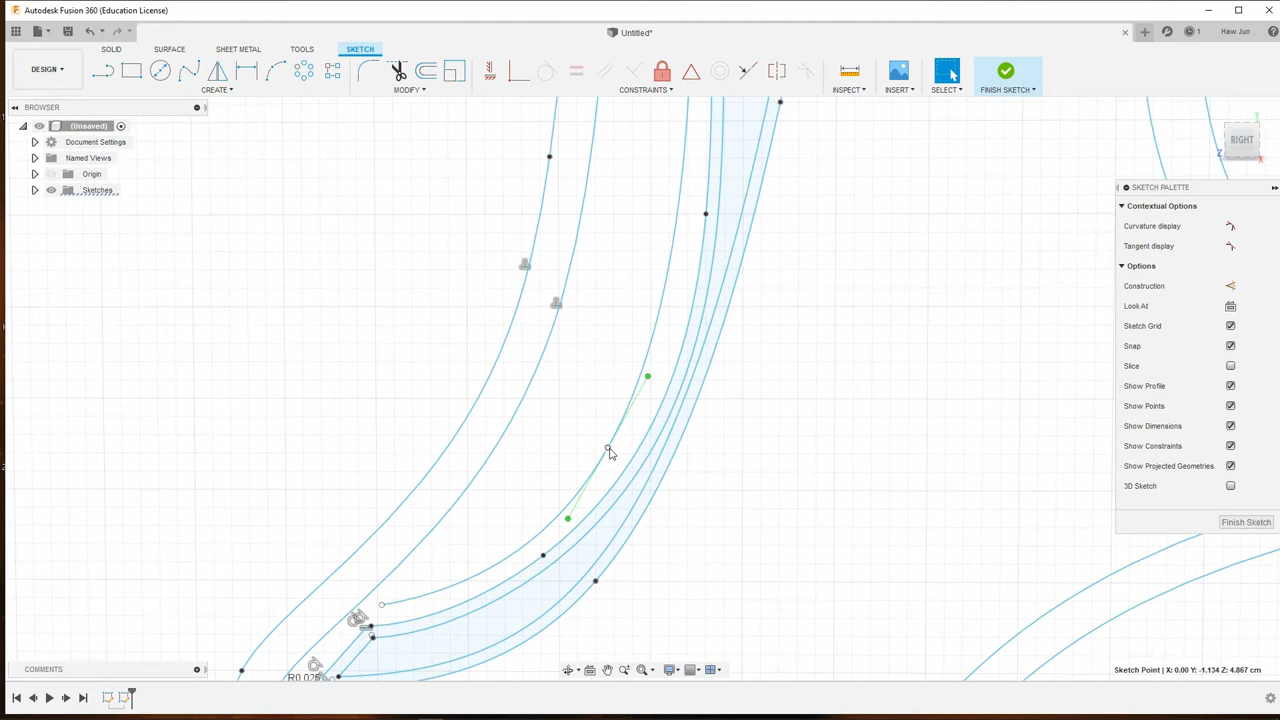 Autodesk Fusion 360 (Education License)
Untitled*
1
Haw Jun
DESIGN
SOLID
SURFACE
SHEET METAL
TOOLS
SKETCH
CREATE
MODIFY
CONSTRAINTS
INSPECT
INSERT
SELECT
FINISH SKETCH
BROWSER
(Unsaved)
Document Settings
Named Views
Origin
Sketches
RIGHT
Y
Z
X
SKETCH PALETTE
Contextual Options
Curvature display
Tangent display
Options
Construction
Look At
Sketch Grid
Snap
Slice
Show Profile
Show Points
Show Dimensions
Show Constraints
Show Projected Geometries
3D Sketch
Finish Sketch
R0.025
COMMENTS
Sketch Point | X: 0.00 Y: -1.134 Z: 4.867 cm